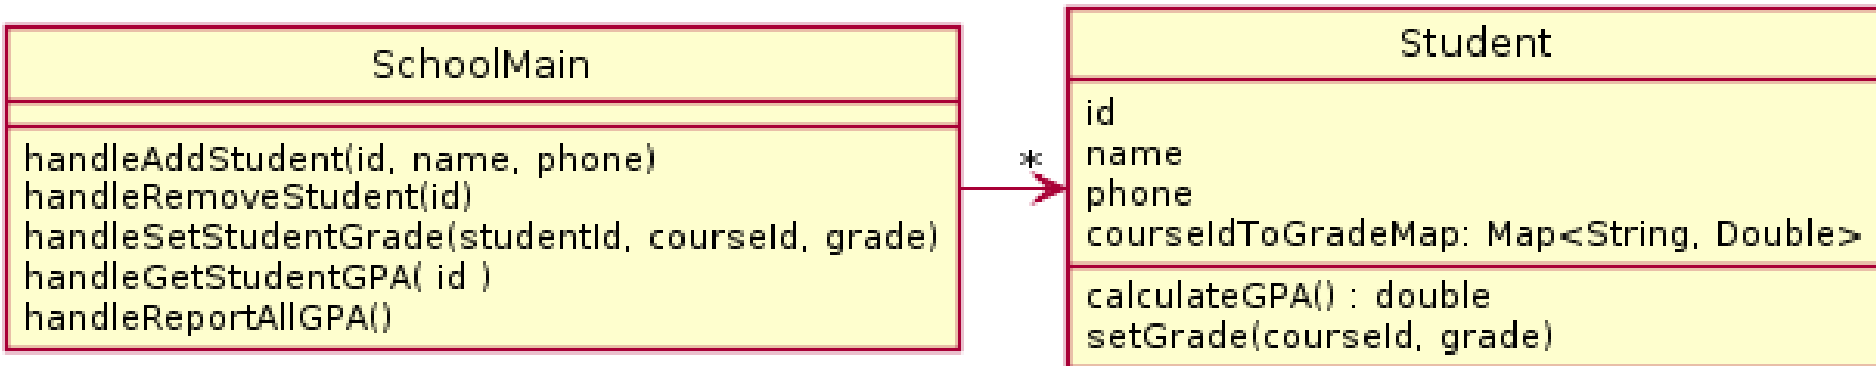 SchoolMain
handleAddStudent(id, name, phone)
handleRemoveStudent(id)
handleSetStudentGrade(studentId, courseId, grade)
handleGetStudentGPA( id )
handleReportAllGPA()
*
Student
id
name
phone
courseIdToGradeMap: Map<String, Double>
calculateGPA() : double
setGrade(courseId, grade)